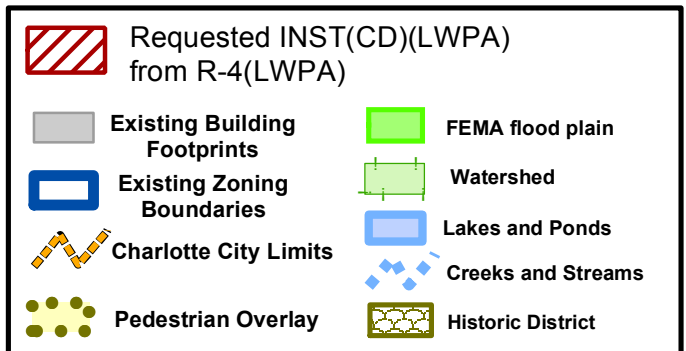 Requested INST(CD)(LWPA)
from R-4(LWPA)
Existing Building
Footprints
Existing Zoning
Boundaries
Charlotte City Limits
Pedestrian Overlay
FEMA flood plain
Watershed
Lakes and Ponds
Creeks and Streams
Historic District